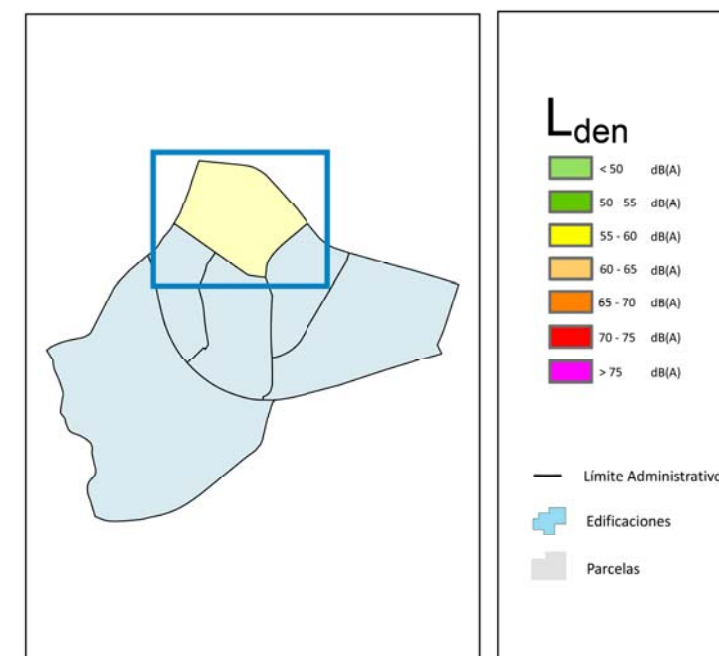 Lden
< 50 dB(A)
50 - 55 dB(A)
55 - 60 dB(A)
60 - 65 dB(A)
65 - 70 dB(A)
70 - 75 dB(A)
> 75 dB(A)
Límite Administrativo
Edificaciones
Parcelas